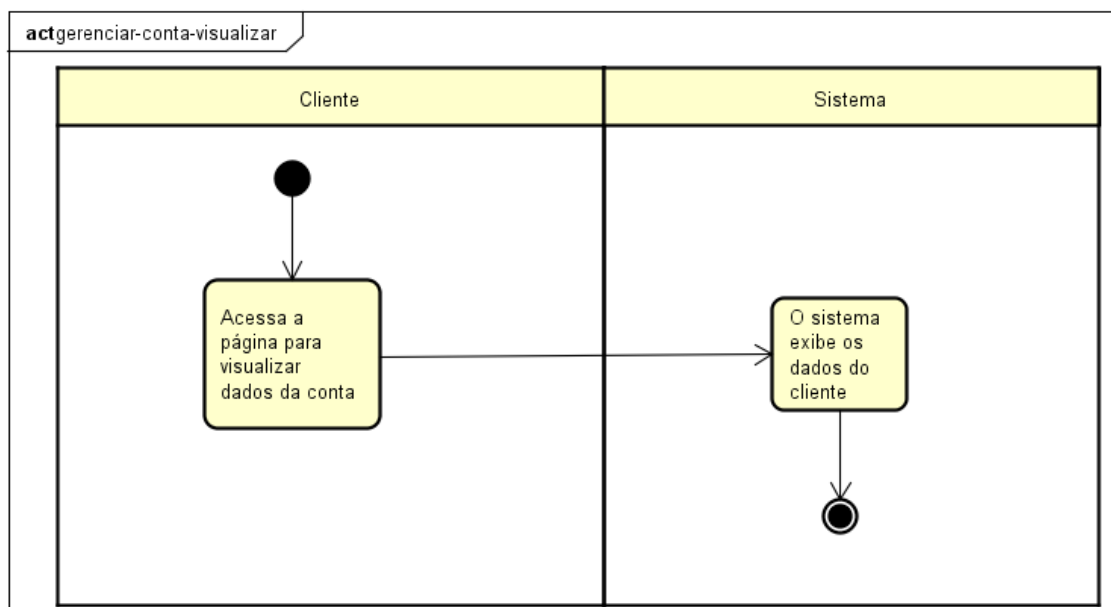 actgerenciar-conta-visualizar
Cliente
Sistema
Acessa a
página para
visualizar
dados da conta
O sistema
exibe os
dados do
cliente